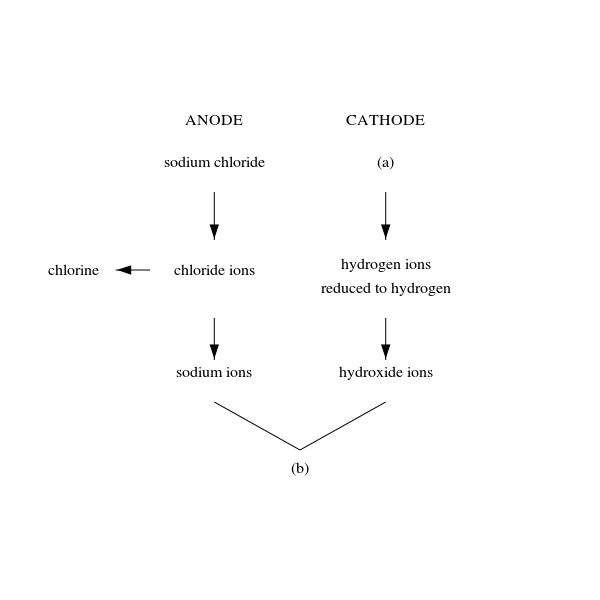 ANODE
CATHODE
sodium chloride
(a)
chlorine
chloride ions
hydrogen ions
reduced to hydrogen
sodium ions
hydroxide ions
(b)